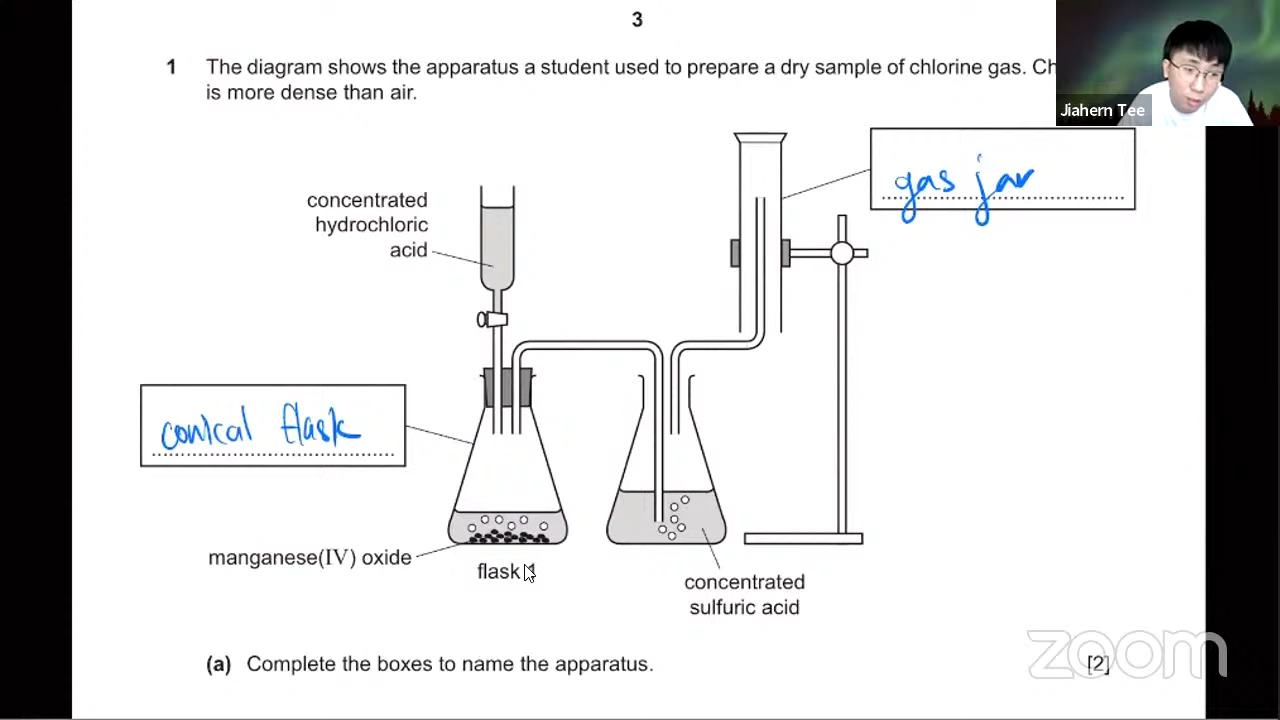 3
1 The diagram shows the apparatus a student used to prepare a dry sample of chlorine gas. Ch
is more dense than air.
Jiahern Tee
gas jar
concentrated
hydrochloric
acid
conical flask
manganese(IV) oxide
flask
concentrated
sulfuric acid
(a) Complete the boxes to name the apparatus.
[2]
zoom